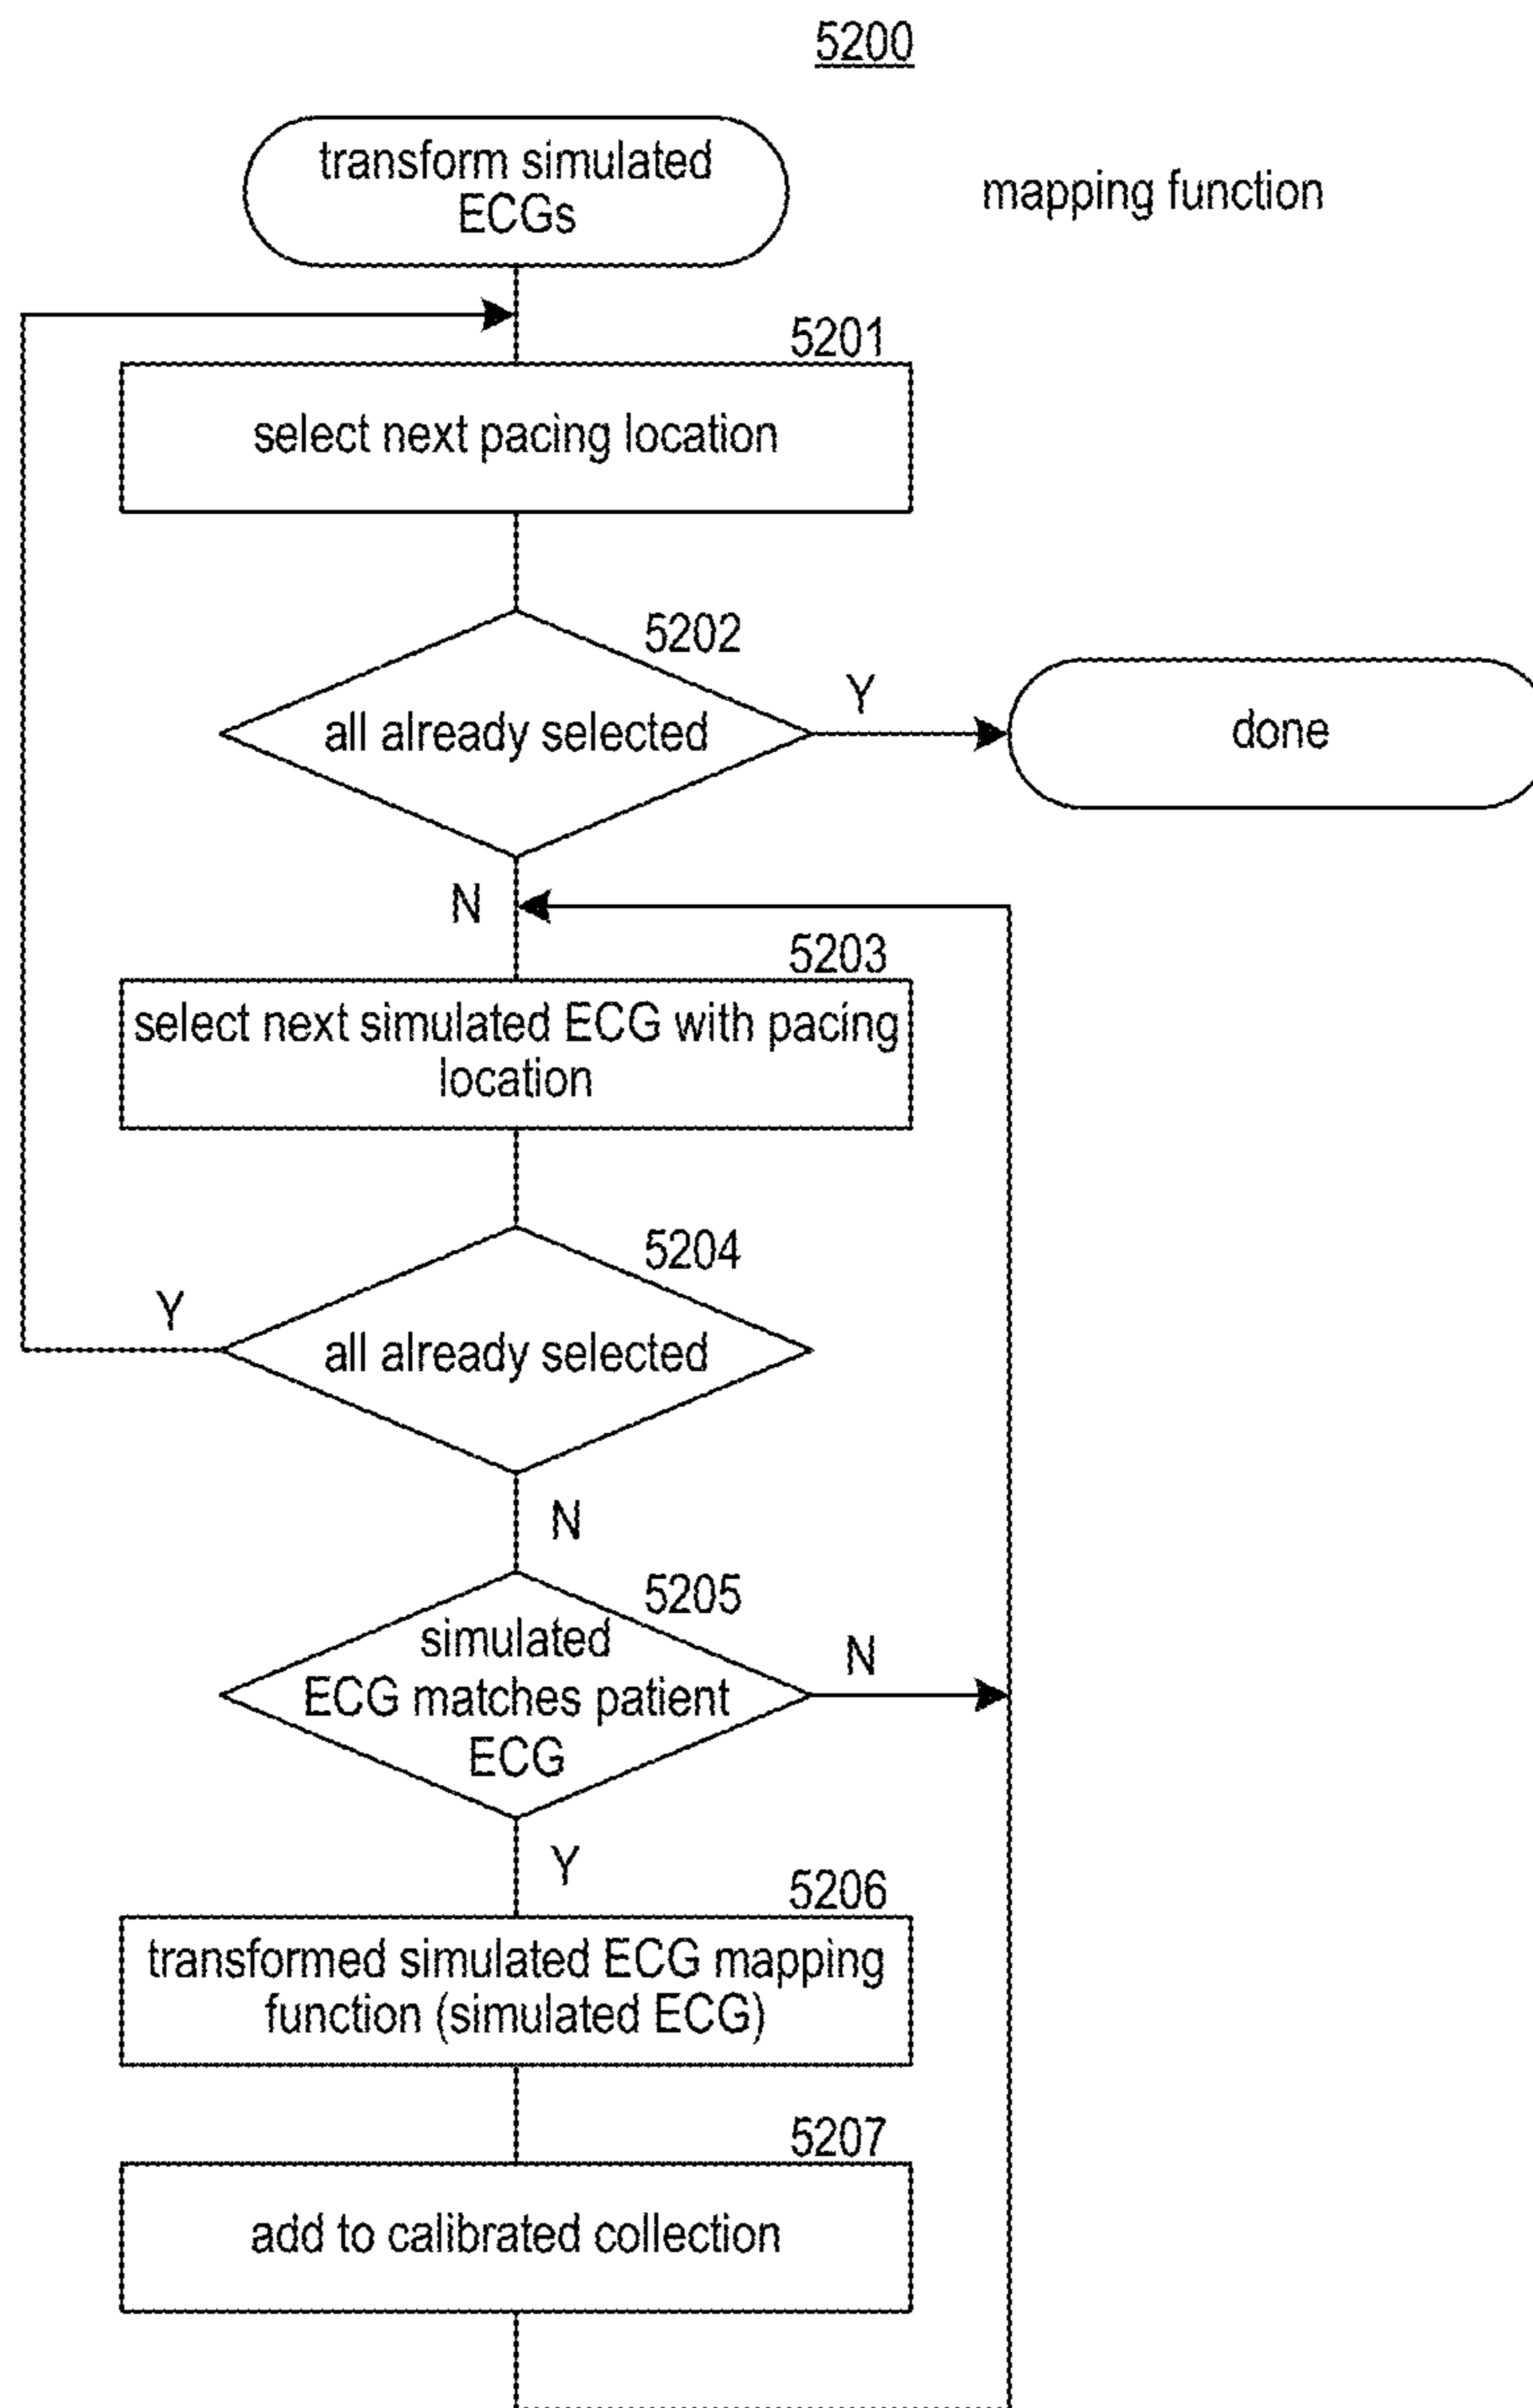 5200
transform simulated
ECGs
mapping function
5201
select next pacing location
5202
all already selected
Y
done
N
5203
select next simulated ECG with pacing
location
5204
all already selected
Y
N
5205
simulated
ECG matches patient
ECG
N
Y
5206
transformed simulated ECG mapping
function (simulated ECG)
5207
add to calibrated collection